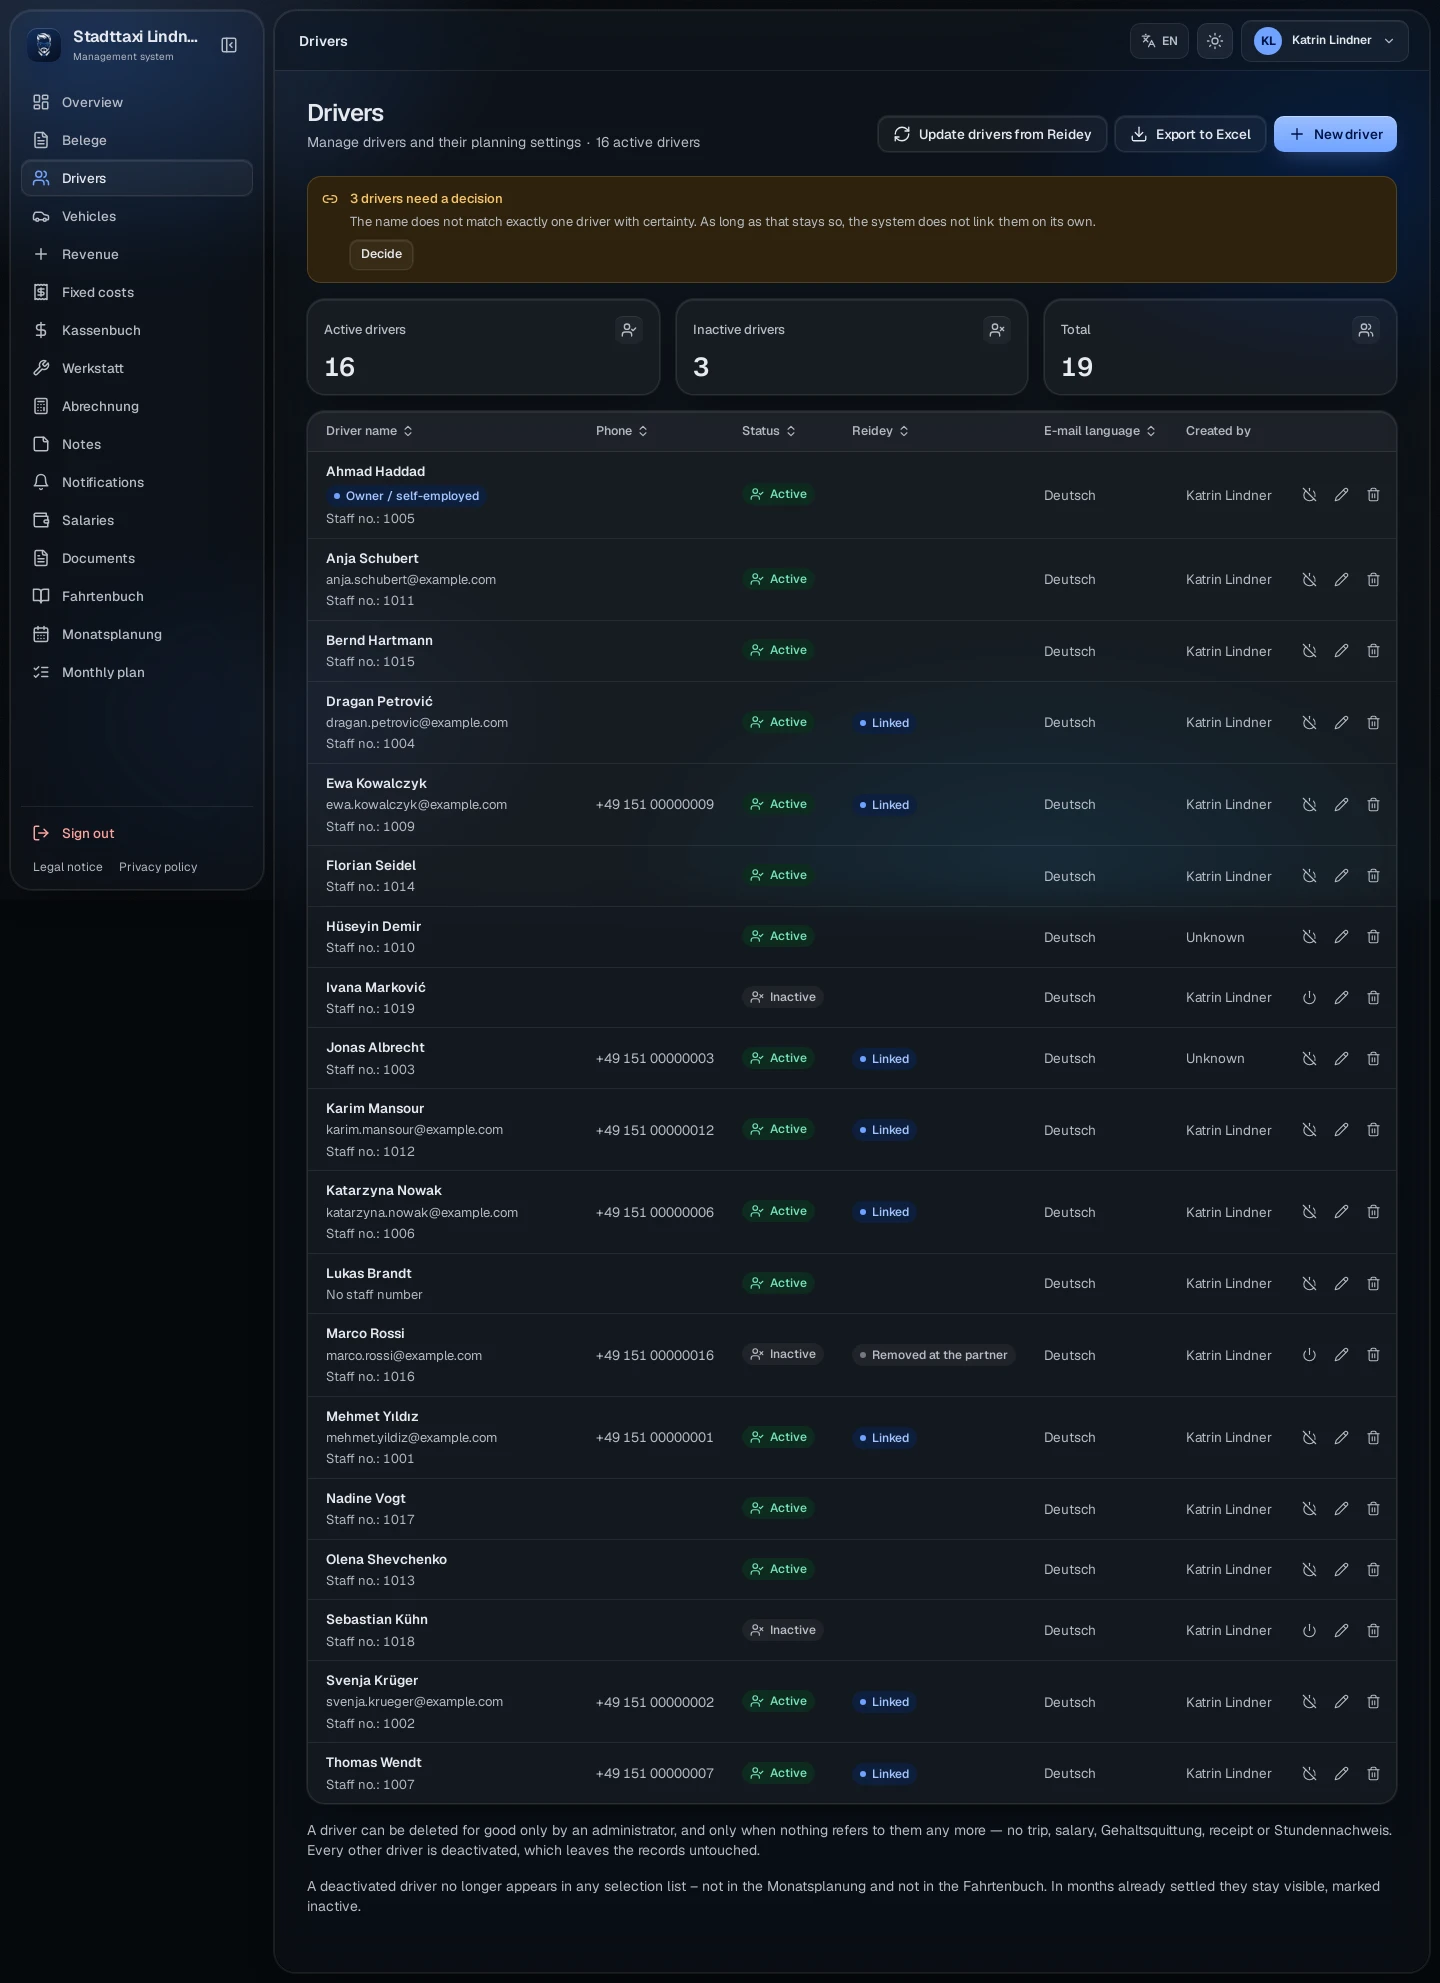 Stadttaxi Lindn...
Management system
Overview
Belege
Drivers
Vehicles
Revenue
Fixed costs
Kassenbuch
Werkstatt
Abrechnung
Notes
Notifications
Salaries
Documents
Fahrtenbuch
Monatsplanung
Monthly plan
Sign out
Legal notice Privacy policy
Drivers
EN
KL Katrin Lindner
Drivers
Manage drivers and their planning settings · 16 active drivers
Update drivers from Reidey
Export to Excel
New driver
3 drivers need a decision
The name does not match exactly one driver with certainty. As long as that stays so, the system does not link them on its own.
Decide
Active drivers
16
Inactive drivers
3
Total
19
Driver name Phone Status Reidey E-mail language Created by
Ahmad Haddad
Owner / self-employed Active Deutsch Katrin Lindner
Staff no.: 1005
Anja Schubert
anja.schubert@example.com Active Deutsch Katrin Lindner
Staff no.: 1011
Bernd Hartmann
Active Deutsch Katrin Lindner
Staff no.: 1015
Dragan Petrović
dragan.petrovic@example.com Active Linked Deutsch Katrin Lindner
Staff no.: 1004
Ewa Kowalczyk
ewa.kowalczyk@example.com +49 151 00000009 Active Linked Deutsch Katrin Lindner
Staff no.: 1009
Florian Seidel
Active Deutsch Katrin Lindner
Staff no.: 1014
Hüseyin Demir
Active Deutsch Unknown
Staff no.: 1010
Ivana Marković
Inactive Deutsch Katrin Lindner
Staff no.: 1019
Jonas Albrecht
+49 151 00000003 Active Linked Deutsch Unknown
Staff no.: 1003
Karim Mansour
karim.mansour@example.com +49 151 00000012 Active Linked Deutsch Katrin Lindner
Staff no.: 1012
Katarzyna Nowak
katarzyna.nowak@example.com +49 151 00000006 Active Linked Deutsch Katrin Lindner
Staff no.: 1006
Lukas Brandt
Active Deutsch Katrin Lindner
No staff number
Marco Rossi
marco.rossi@example.com +49 151 00000016 Inactive Removed at the partner Deutsch Katrin Lindner
Staff no.: 1016
Mehmet Yıldız
mehmet.yildiz@example.com +49 151 00000001 Active Linked Deutsch Katrin Lindner
Staff no.: 1001
Nadine Vogt
Active Deutsch Katrin Lindner
Staff no.: 1017
Olena Shevchenko
Active Deutsch Katrin Lindner
Staff no.: 1013
Sebastian Kühn
Inactive Deutsch Katrin Lindner
Staff no.: 1018
Svenja Krüger
svenja.krueger@example.com +49 151 00000002 Active Linked Deutsch Katrin Lindner
Staff no.: 1002
Thomas Wendt
+49 151 00000007 Active Linked Deutsch Katrin Lindner
Staff no.: 1007
A driver can be deleted for good only by an administrator, and only when nothing refers to them any more — no trip, salary, Gehaltsquittung, receipt or Stundennachweis.
Every other driver is deactivated, which leaves the records untouched.
A deactivated driver no longer appears in any selection list – not in the Monatsplanung and not in the Fahrtenbuch. In months already settled they stay visible, marked
inactive.